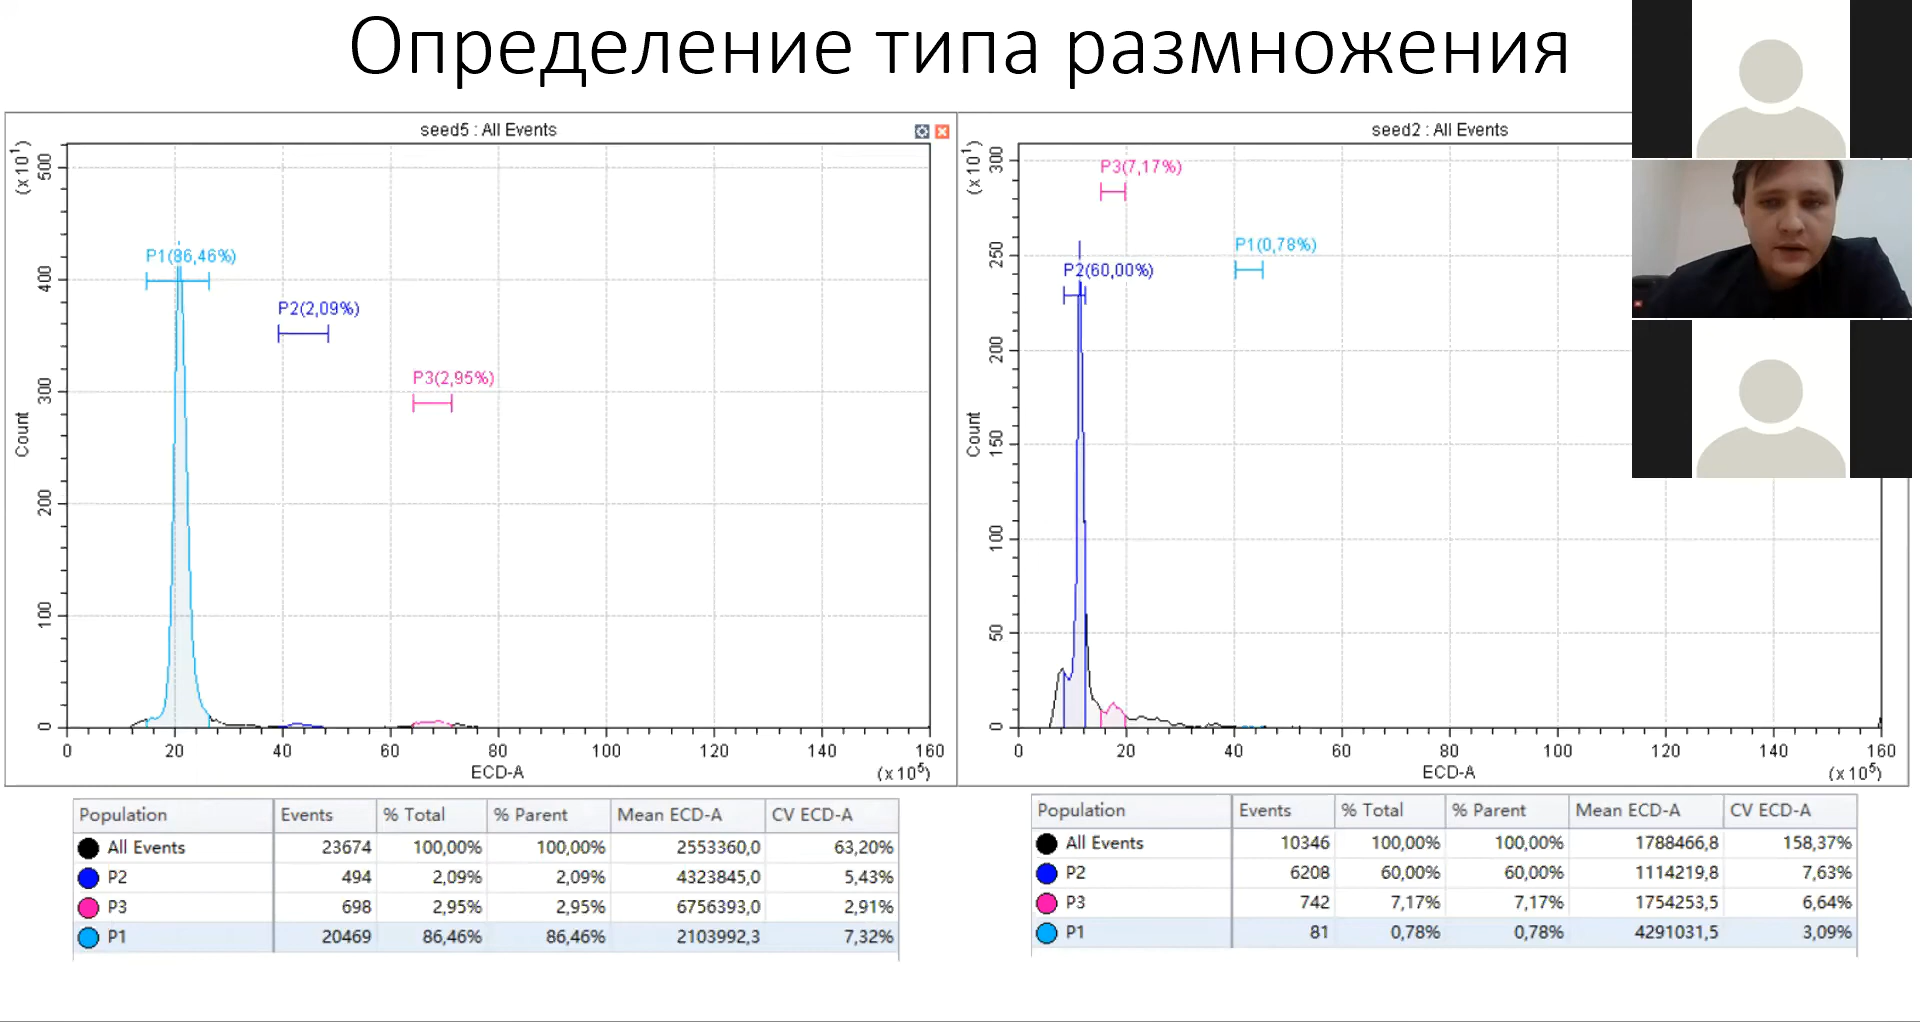 Определение типа размножения
seed5 : All Events
(x 10¹)
500
400
300
200
100
0
Count
P1(86,46%)
P2(2,09%)
P3(2,95%)
0 20 40 60 80 100 120 140 160
ECD-A
(x 10⁵)
seed2 : All Events
(x 10¹)
300
250
200
150
100
50
0
Count
P3(7,17%)
P1(0,78%)
P2(60,00%)
0 20 40 60 80 100 120 140 160
ECD-A
(x 10⁵)
Population Events % Total % Parent Mean ECD-A CV ECD-A
All Events 23674 100,00% 100,00% 2553360,0 63,20%
P2 494 2,09% 2,09% 4323845,0 5,43%
P3 698 2,95% 2,95% 6756393,0 2,91%
P1 20469 86,46% 86,46% 2103992,3 7,32%
Population Events % Total % Parent Mean ECD-A CV ECD-A
All Events 10346 100,00% 100,00% 1788466,8 158,37%
P2 6208 60,00% 60,00% 1114219,8 7,63%
P3 742 7,17% 7,17% 1754253,5 6,64%
P1 81 0,78% 0,78% 4291031,5 3,09%